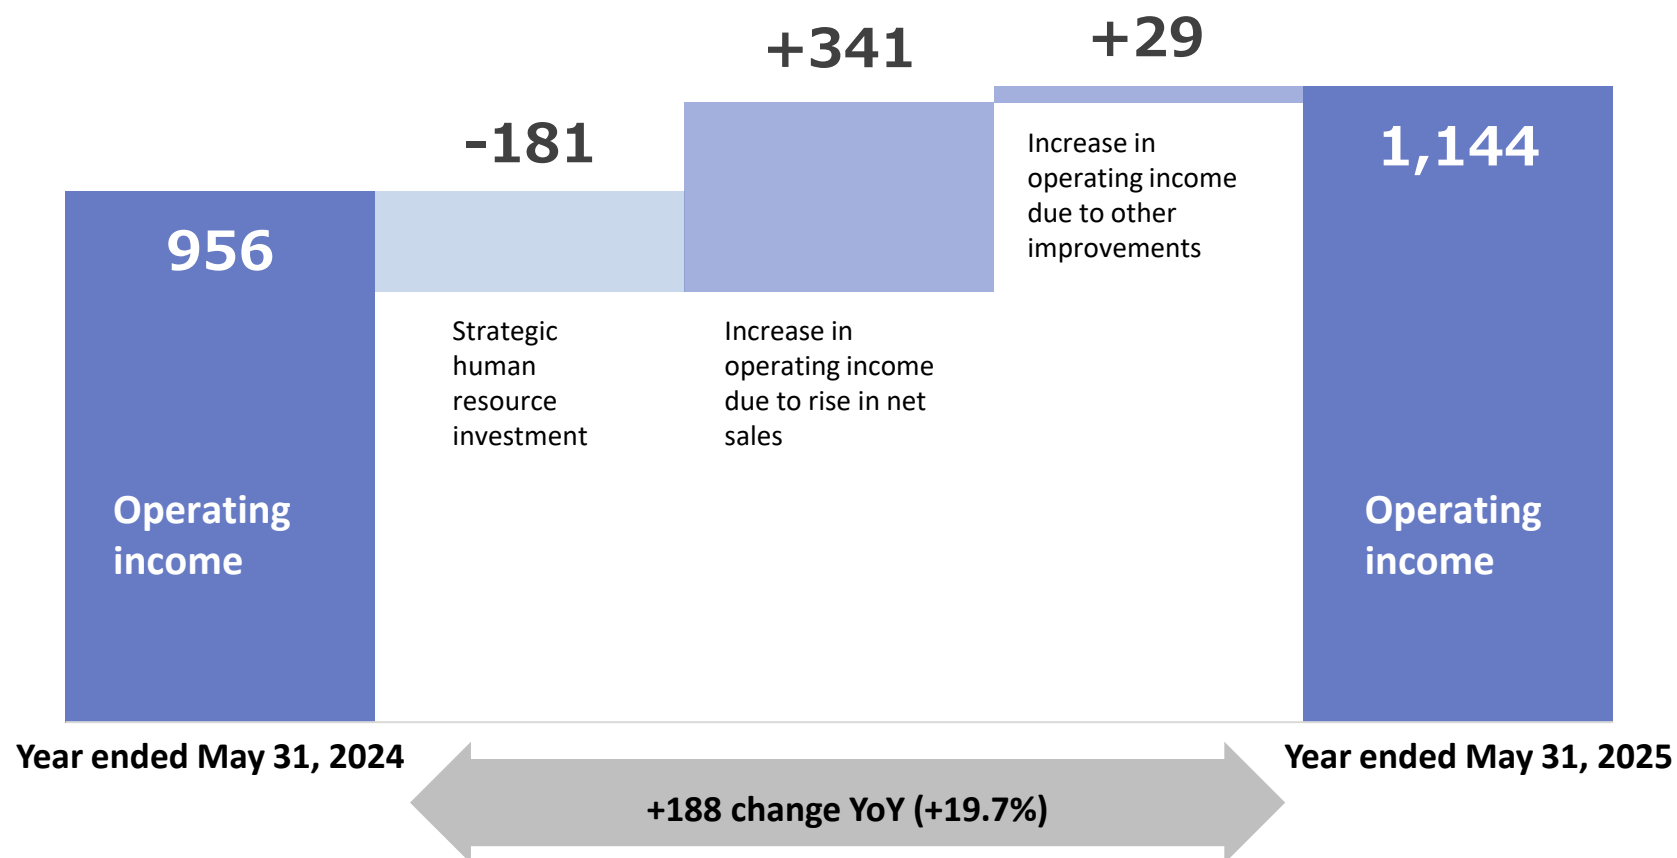 +341
+29
-181
1,144
956
Increase in
operating income
due to other
improvements
Strategic
human
resource
investment
Increase in
operating income
due to rise in net
sales
Operating
income
Operating
income
Year ended May 31, 2024
Year ended May 31, 2025
+188 change YoY (+19.7%)